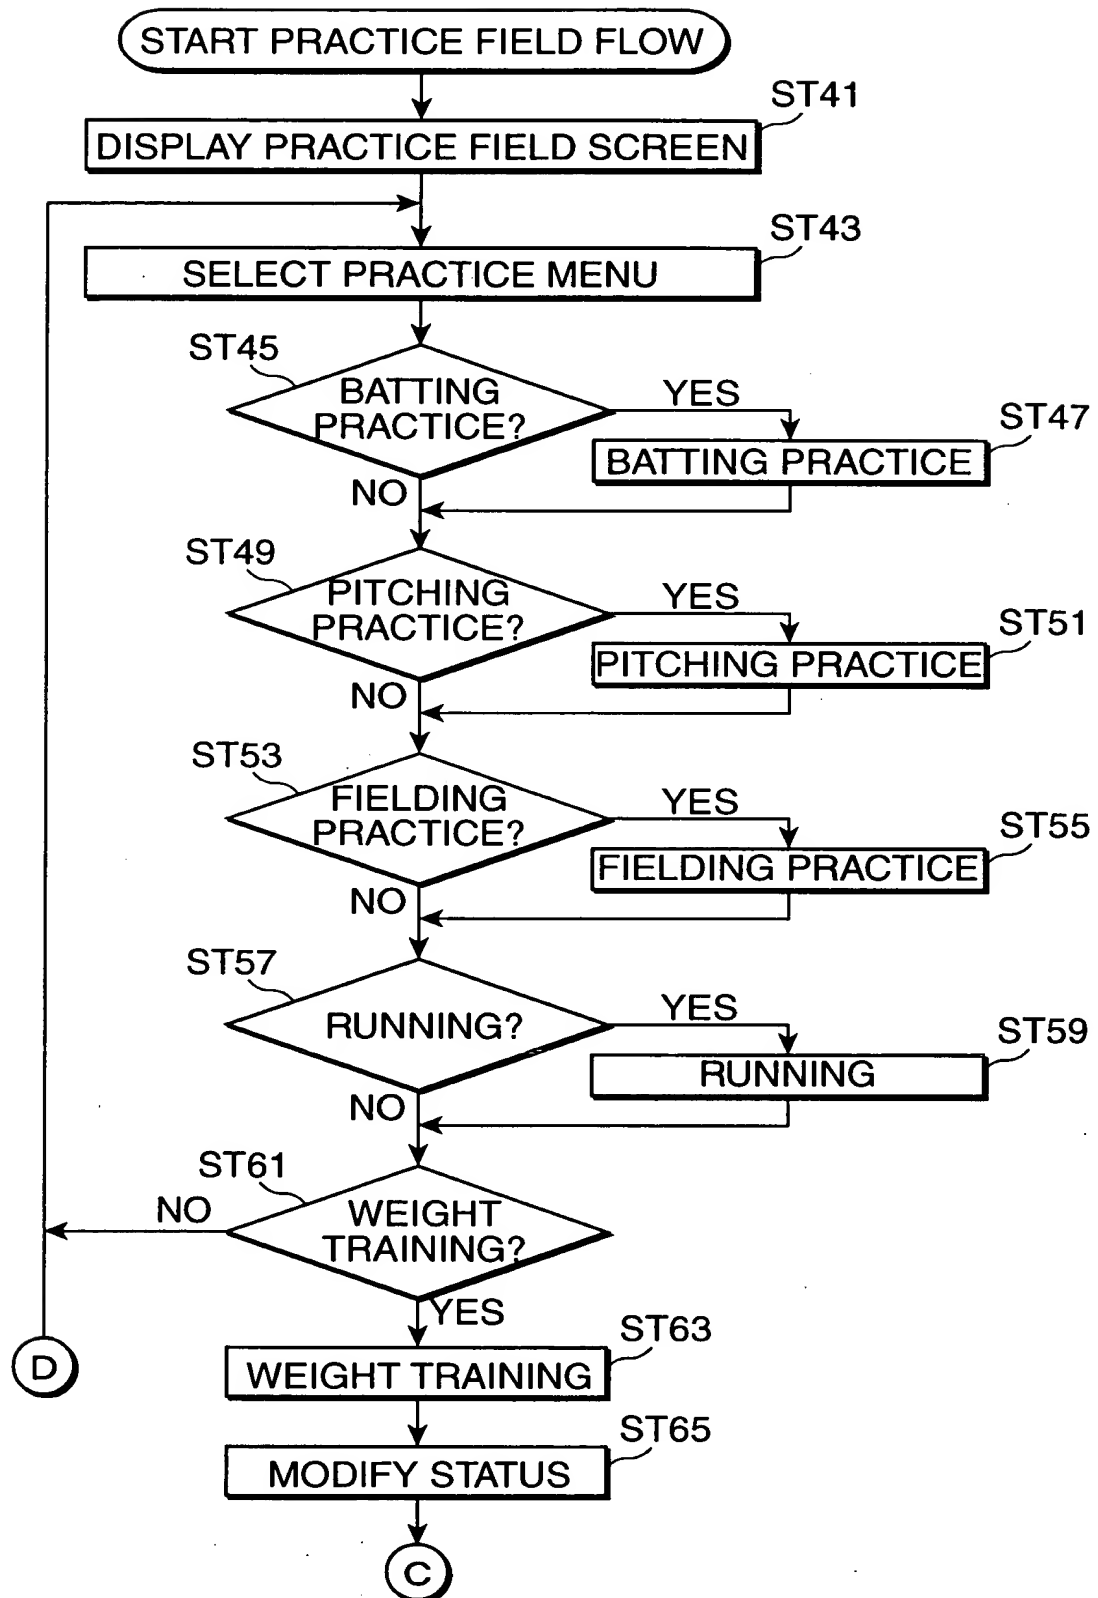 START PRACTICE FIELD FLOW
ST41
DISPLAY PRACTICE FIELD SCREEN
ST43
SELECT PRACTICE MENU
ST45
BATTING
PRACTICE?
YES
ST47
BATTING PRACTICE
NO
ST49
PITCHING
PRACTICE?
YES
ST51
PITCHING PRACTICE
NO
ST53
FIELDING
PRACTICE?
YES
ST55
FIELDING PRACTICE
NO
ST57
RUNNING?
YES
ST59
RUNNING
NO
ST61
NO
WEIGHT
TRAINING?
YES
ST63
D
WEIGHT TRAINING
ST65
MODIFY STATUS
C